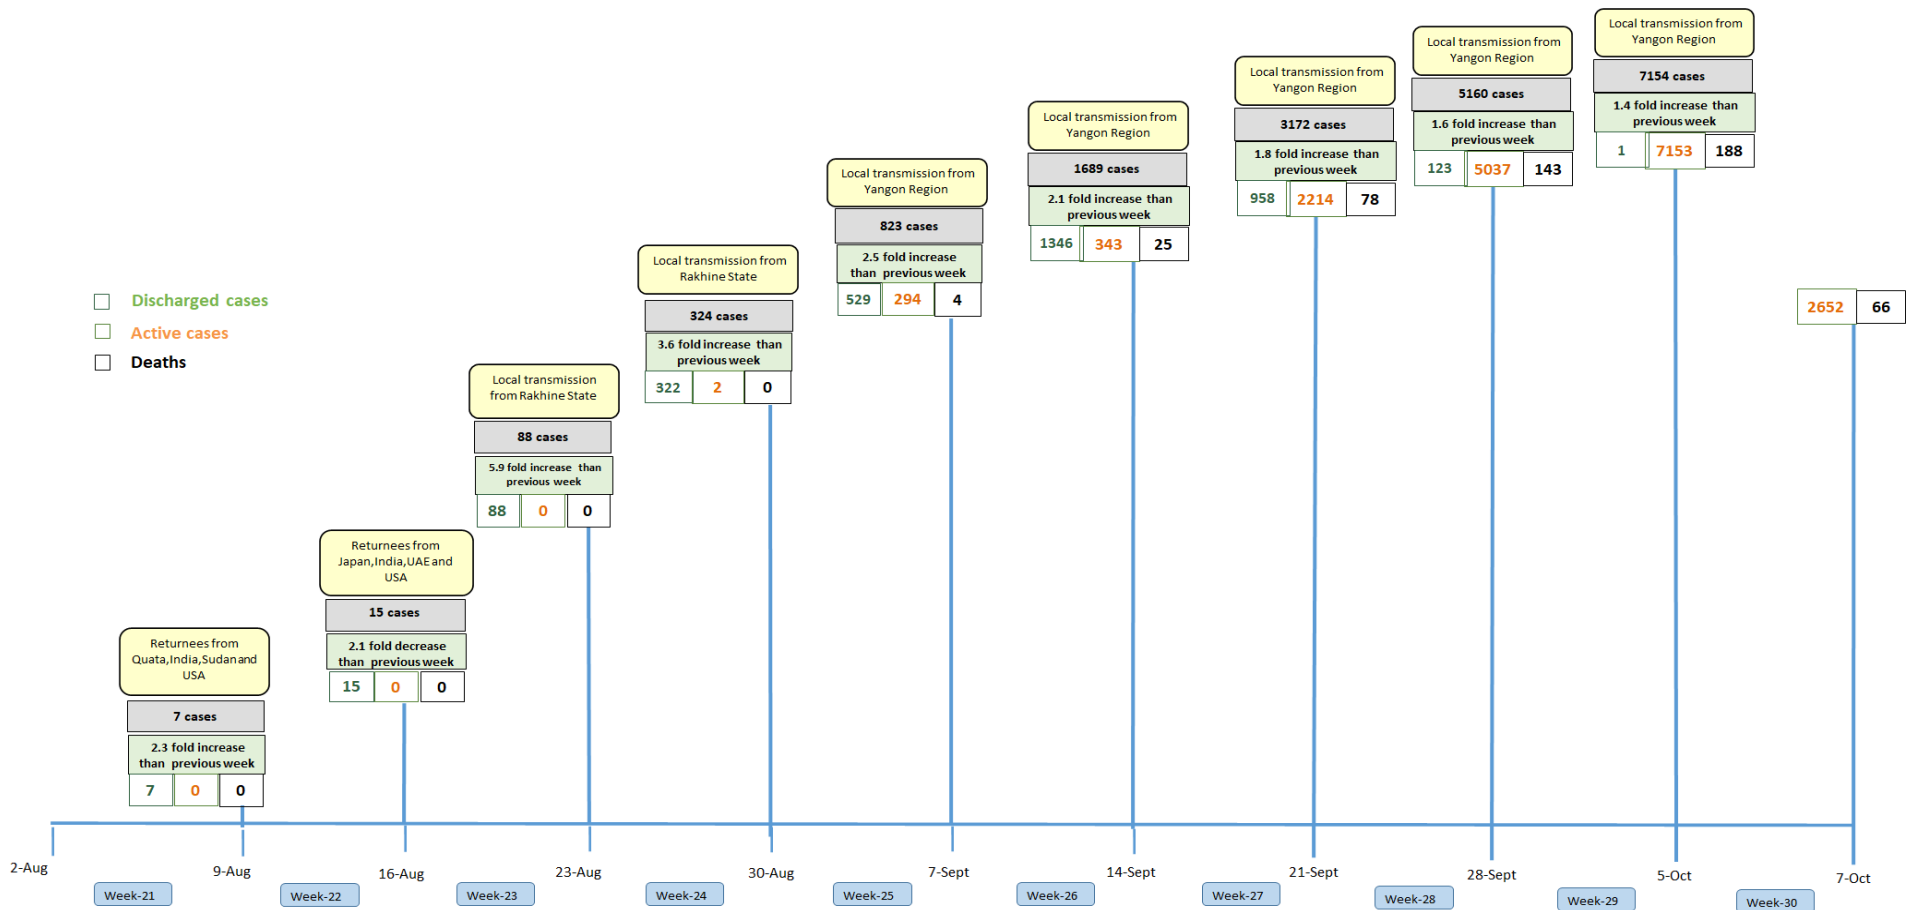 Local transmission from
Yangon Region
7154 cases
1.4 fold increase than
previous week
1
7153
188
Local transmission from
Yangon Region
5160 cases
1.6 fold increase than
previous week
123
5037
143
Local transmission from
Yangon Region
3172 cases
1.8 fold increase than
previous week
958
2214
78
Local transmission from
Yangon Region
1689 cases
2.1 fold increase than
previous week
1346
343
25
Local transmission from
Yangon Region
823 cases
2.5 fold increase
than previous week
529
294
4
Local transmission from
Rakhine State
324 cases
3.6 fold increase than
previous week
322
2
0
2652
66
Discharged cases
Active cases
Deaths
Local transmission
from Rakhine State
88 cases
5.9 fold increase than
previous week
88
0
0
Returnees from
Japan,India,UAE and
USA
15 cases
2.1 fold decrease
than previous week
15
0
0
Returnees from
Quata,India,Sudan and
USA
7 cases
2.3 fold increase
than previous week
7
0
0
2-Aug
9-Aug
16-Aug
23-Aug
30-Aug
7-Sept
14-Sept
21-Sept
28-Sept
5-Oct
7-Oct
Week-21
Week-22
Week-23
Week-24
Week-25
Week-26
Week-27
Week-28
Week-29
Week-30